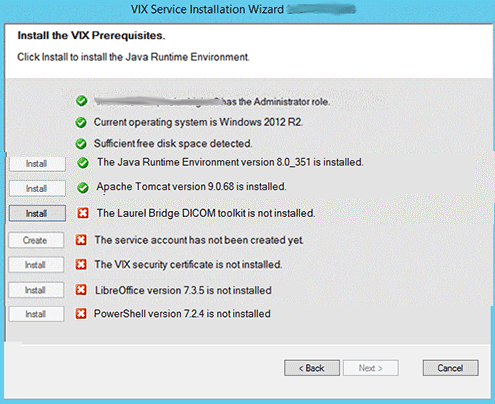 VIX Service Installation Wizard
Install the VIX Prerequisites.
Click Install to install the Java Runtime Environment.
has the Administrator role.
Current operating system is Windows 2012 R2.
Sufficient free disk space detected.
Install The Java Runtime Environment version 8.0_351 is installed.
Install Apache Tomcat version 9.0.68 is installed.
Install The Laurel Bridge DICOM toolkit is not installed.
Create The service account has not been created yet.
Install The VIX security certificate is not installed.
Install LibreOffice version 7.3.5 is not installed
Install PowerShell version 7.2.4 is not installed
< Back Next > Cancel